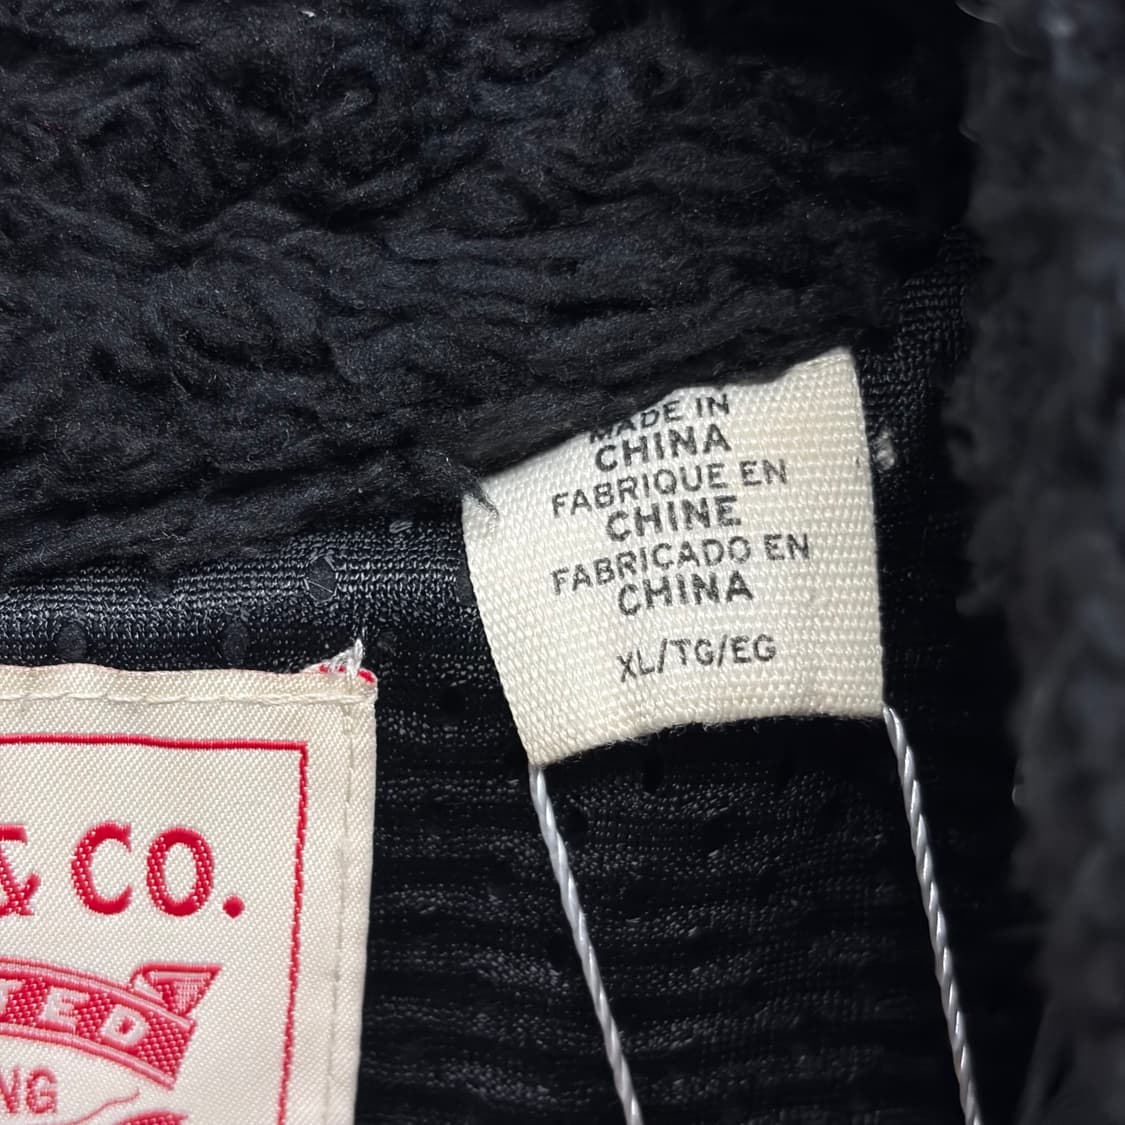 MADE IN
CHINA
FABRIQUE EN
CHINE
FABRICADO EN
CHINA
XL/TG/EG
& CO.